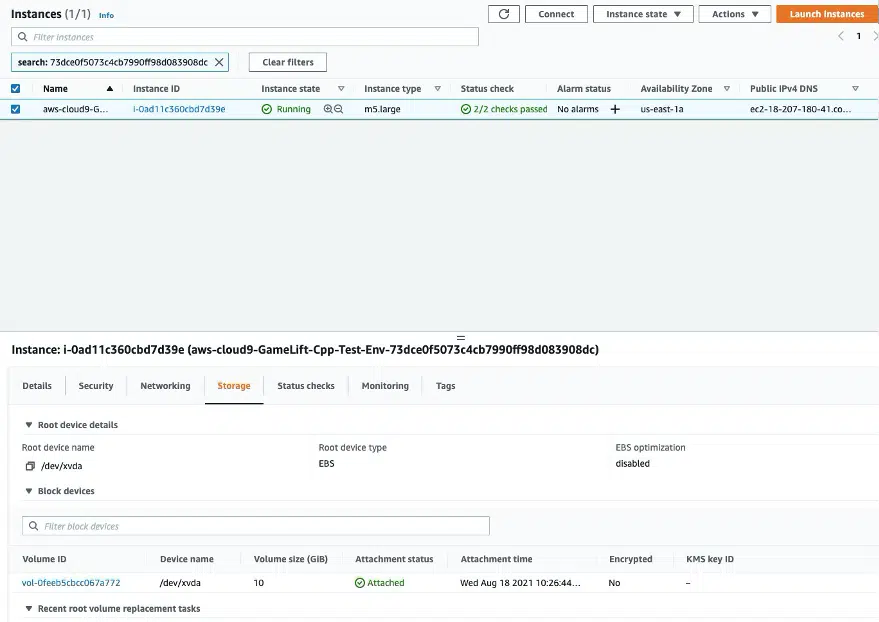 Instances (1/1) Info
Connect Instance state Actions Launch instances
Filter instances
1
search: 73dce0f5073c4cb7990ff98d083908dc Clear filters
Name Instance ID Instance state Instance type Status check Alarm status Availability Zone Public IPv4 DNS
aws-cloud9-G... i-0ad11c360cbd7d39e Running m5.large 2/2 checks passed No alarms us-east-1a ec2-18-207-180-41.co...
Instance: i-0ad11c360cbd7d39e (aws-cloud9-GameLift-Cpp-Test-Env-73dce0f5073c4cb7990ff98d083908dc)
Details Security Networking Storage Status checks Monitoring Tags
Root device details
Root device name Root device type EBS optimization
/dev/xvda EBS disabled
Block devices
Filter block devices
Volume ID Device name Volume size (GiB) Attachment status Attachment time Encrypted KMS key ID
vol-0feeb5cbcc067a772 /dev/xvda 10 Attached Wed Aug 18 2021 10:26:44... No –
Recent root volume replacement tasks